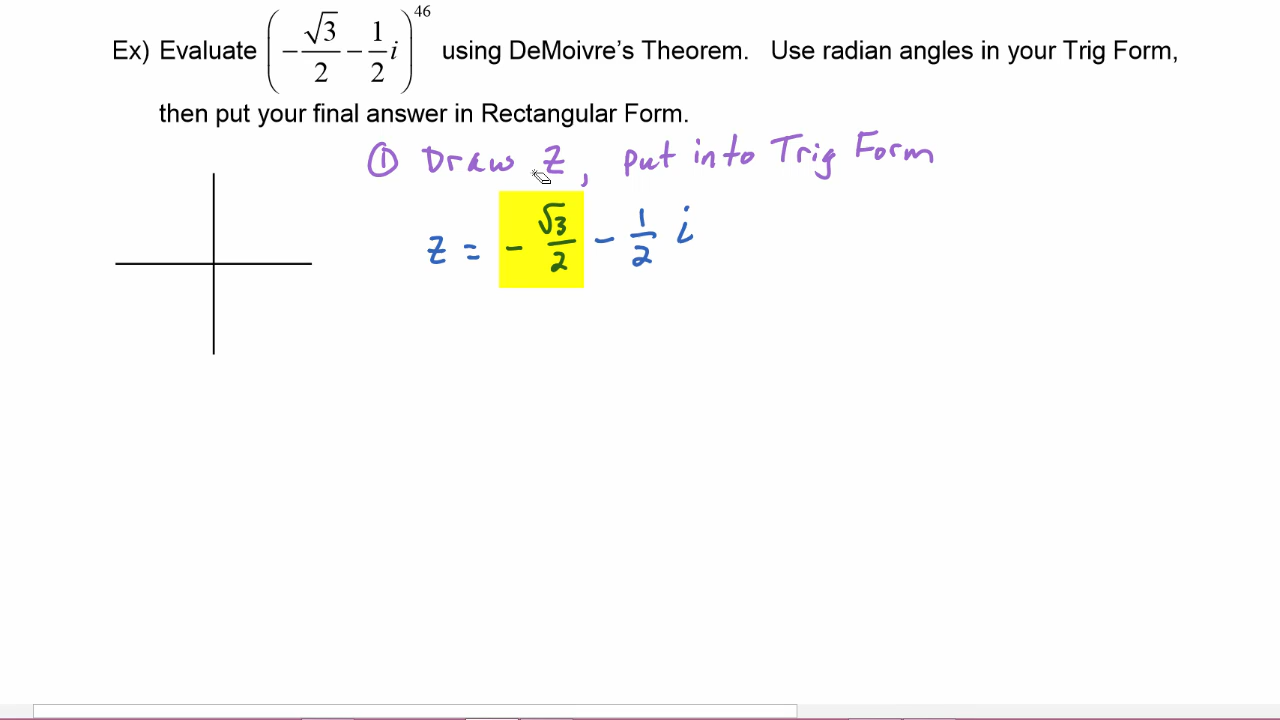 Ex) Evaluate (-√3/2 - 1/2 i)^46 using DeMoivre's Theorem. Use radian angles in your Trig Form,
then put your final answer in Rectangular Form.
① Draw z, put into Trig Form
z = - √3/2 - 1/2 i